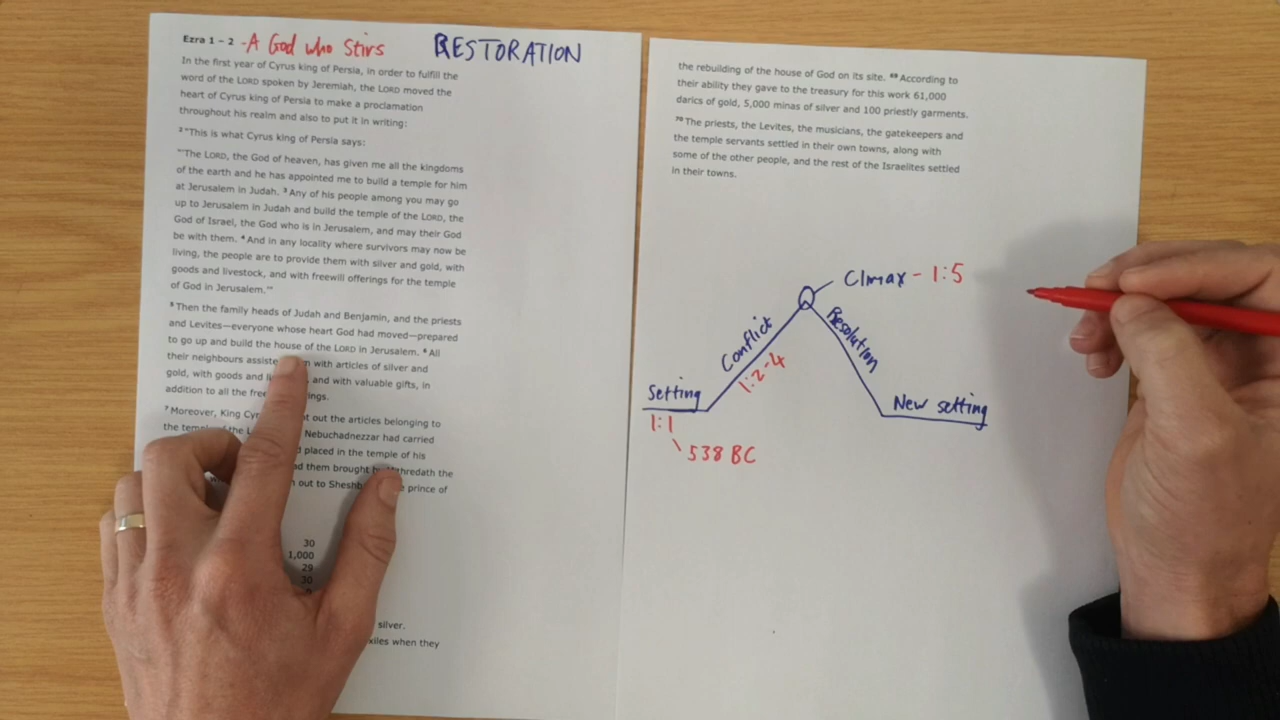 Ezra 1 – 2 - A God who Stirs RESTORATION
In the first year of Cyrus king of Persia, in order to fulfill the
word of the LORD spoken by Jeremiah, the LORD moved the
heart of Cyrus king of Persia to make a proclamation
throughout his realm and also to put it in writing:
2 "This is what Cyrus king of Persia says:
"'The LORD, the God of heaven, has given me all the kingdoms
of the earth and he has appointed me to build a temple for him
at Jerusalem in Judah. 3 Any of his people among you may go
up to Jerusalem in Judah and build the temple of the LORD, the
God of Israel, the God who is in Jerusalem, and may their God
be with them. 4 And in any locality where survivors may now be
living, the people are to provide them with silver and gold, with
goods and livestock, and with freewill offerings for the temple
of God in Jerusalem.'"
5 Then the family heads of Judah and Benjamin, and the priests
and Levites—everyone whose heart God had moved—prepared
to go up and build the house of the LORD in Jerusalem. 6 All
their neighbours with articles of silver and
gold, with goods and and with valuable gifts, in
addition to all the
7 Moreover, King out the articles belonging to
the Nebuchadnezzar had carried
placed in the temple of his
them brought the
out to prince of
30
1,000
29
30
silver.
when they
the rebuilding of the house of God on its site. 69 According to
their ability they gave to the treasury for this work 61,000
darics of gold, 5,000 minas of silver and 100 priestly garments.
70 The priests, the Levites, the musicians, the gatekeepers and
the temple servants settled in their own towns, along with
some of the other people, and the rest of the Israelites settled
in their towns.
Climax - 1:5
Conflict
1:2-4
Resolution
Setting
1:1
538 BC
New setting